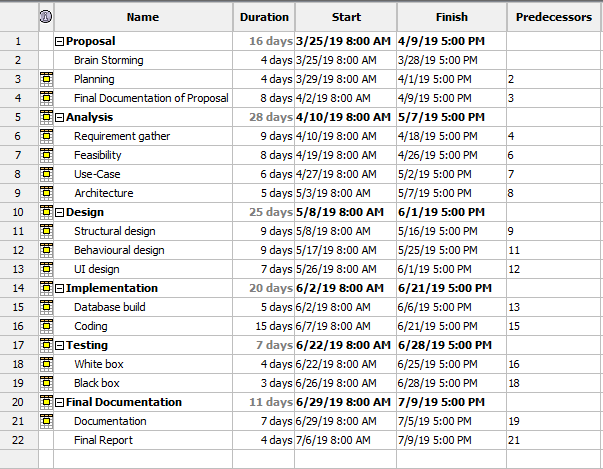 Name Duration Start Finish Predecessors
1 Proposal 16 days 3/25/19 8:00 AM 4/9/19 5:00 PM
2 Brain Storming 4 days 3/25/19 8:00 AM 3/28/19 5:00 PM
3 Planning 4 days 3/29/19 8:00 AM 4/1/19 5:00 PM 2
4 Final Documentation of Proposal 8 days 4/2/19 8:00 AM 4/9/19 5:00 PM 3
5 Analysis 28 days 4/10/19 8:00 AM 5/7/19 5:00 PM
6 Requirement gather 9 days 4/10/19 8:00 AM 4/18/19 5:00 PM 4
7 Feasibility 8 days 4/19/19 8:00 AM 4/26/19 5:00 PM 6
8 Use-Case 6 days 4/27/19 8:00 AM 5/2/19 5:00 PM 7
9 Architecture 5 days 5/3/19 8:00 AM 5/7/19 5:00 PM 8
10 Design 25 days 5/8/19 8:00 AM 6/1/19 5:00 PM
11 Structural design 9 days 5/8/19 8:00 AM 5/16/19 5:00 PM 9
12 Behavioural design 9 days 5/17/19 8:00 AM 5/25/19 5:00 PM 11
13 UI design 7 days 5/26/19 8:00 AM 6/1/19 5:00 PM 12
14 Implementation 20 days 6/2/19 8:00 AM 6/21/19 5:00 PM
15 Database build 5 days 6/2/19 8:00 AM 6/6/19 5:00 PM 13
16 Coding 15 days 6/7/19 8:00 AM 6/21/19 5:00 PM 15
17 Testing 7 days 6/22/19 8:00 AM 6/28/19 5:00 PM
18 White box 4 days 6/22/19 8:00 AM 6/25/19 5:00 PM 16
19 Black box 3 days 6/26/19 8:00 AM 6/28/19 5:00 PM 18
20 Final Documentation 11 days 6/29/19 8:00 AM 7/9/19 5:00 PM
21 Documentation 7 days 6/29/19 8:00 AM 7/5/19 5:00 PM 19
22 Final Report 4 days 7/6/19 8:00 AM 7/9/19 5:00 PM 21